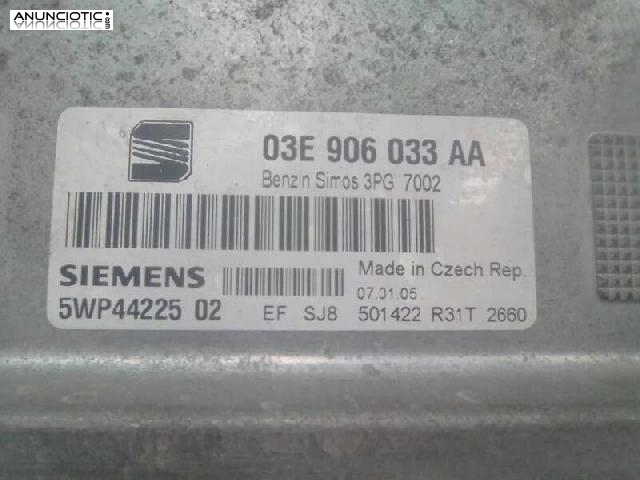 ANUNCIOTIC
.COM
03E 906 033 AA
Benzin Simos 3PG 7002
SIEMENS
Made in Czech Rep.
07.01.05
5WP44225 02
EF SJ8 501422 R31T 2660